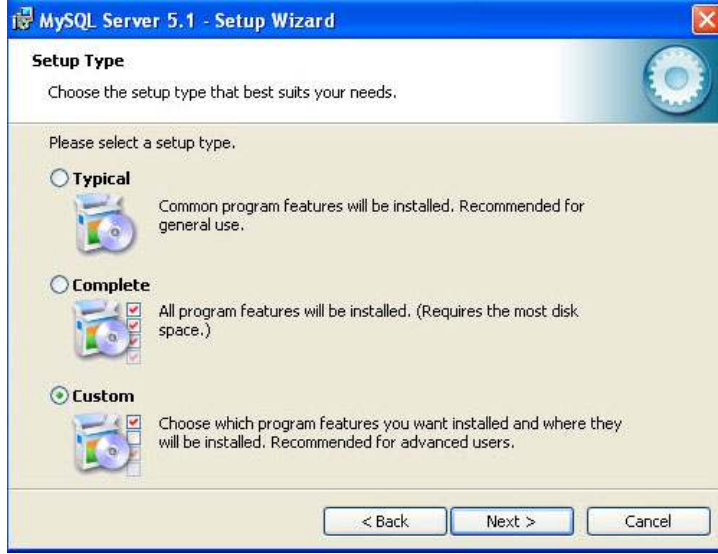 MySQL Server 5.1 - Setup Wizard
Setup Type
Choose the setup type that best suits your needs.
Please select a setup type.
Typical
Common program features will be installed. Recommended for
general use.
Complete
All program features will be installed. (Requires the most disk
space.)
Custom
Choose which program features you want installed and where they
will be installed. Recommended for advanced users.
< Back
Next >
Cancel